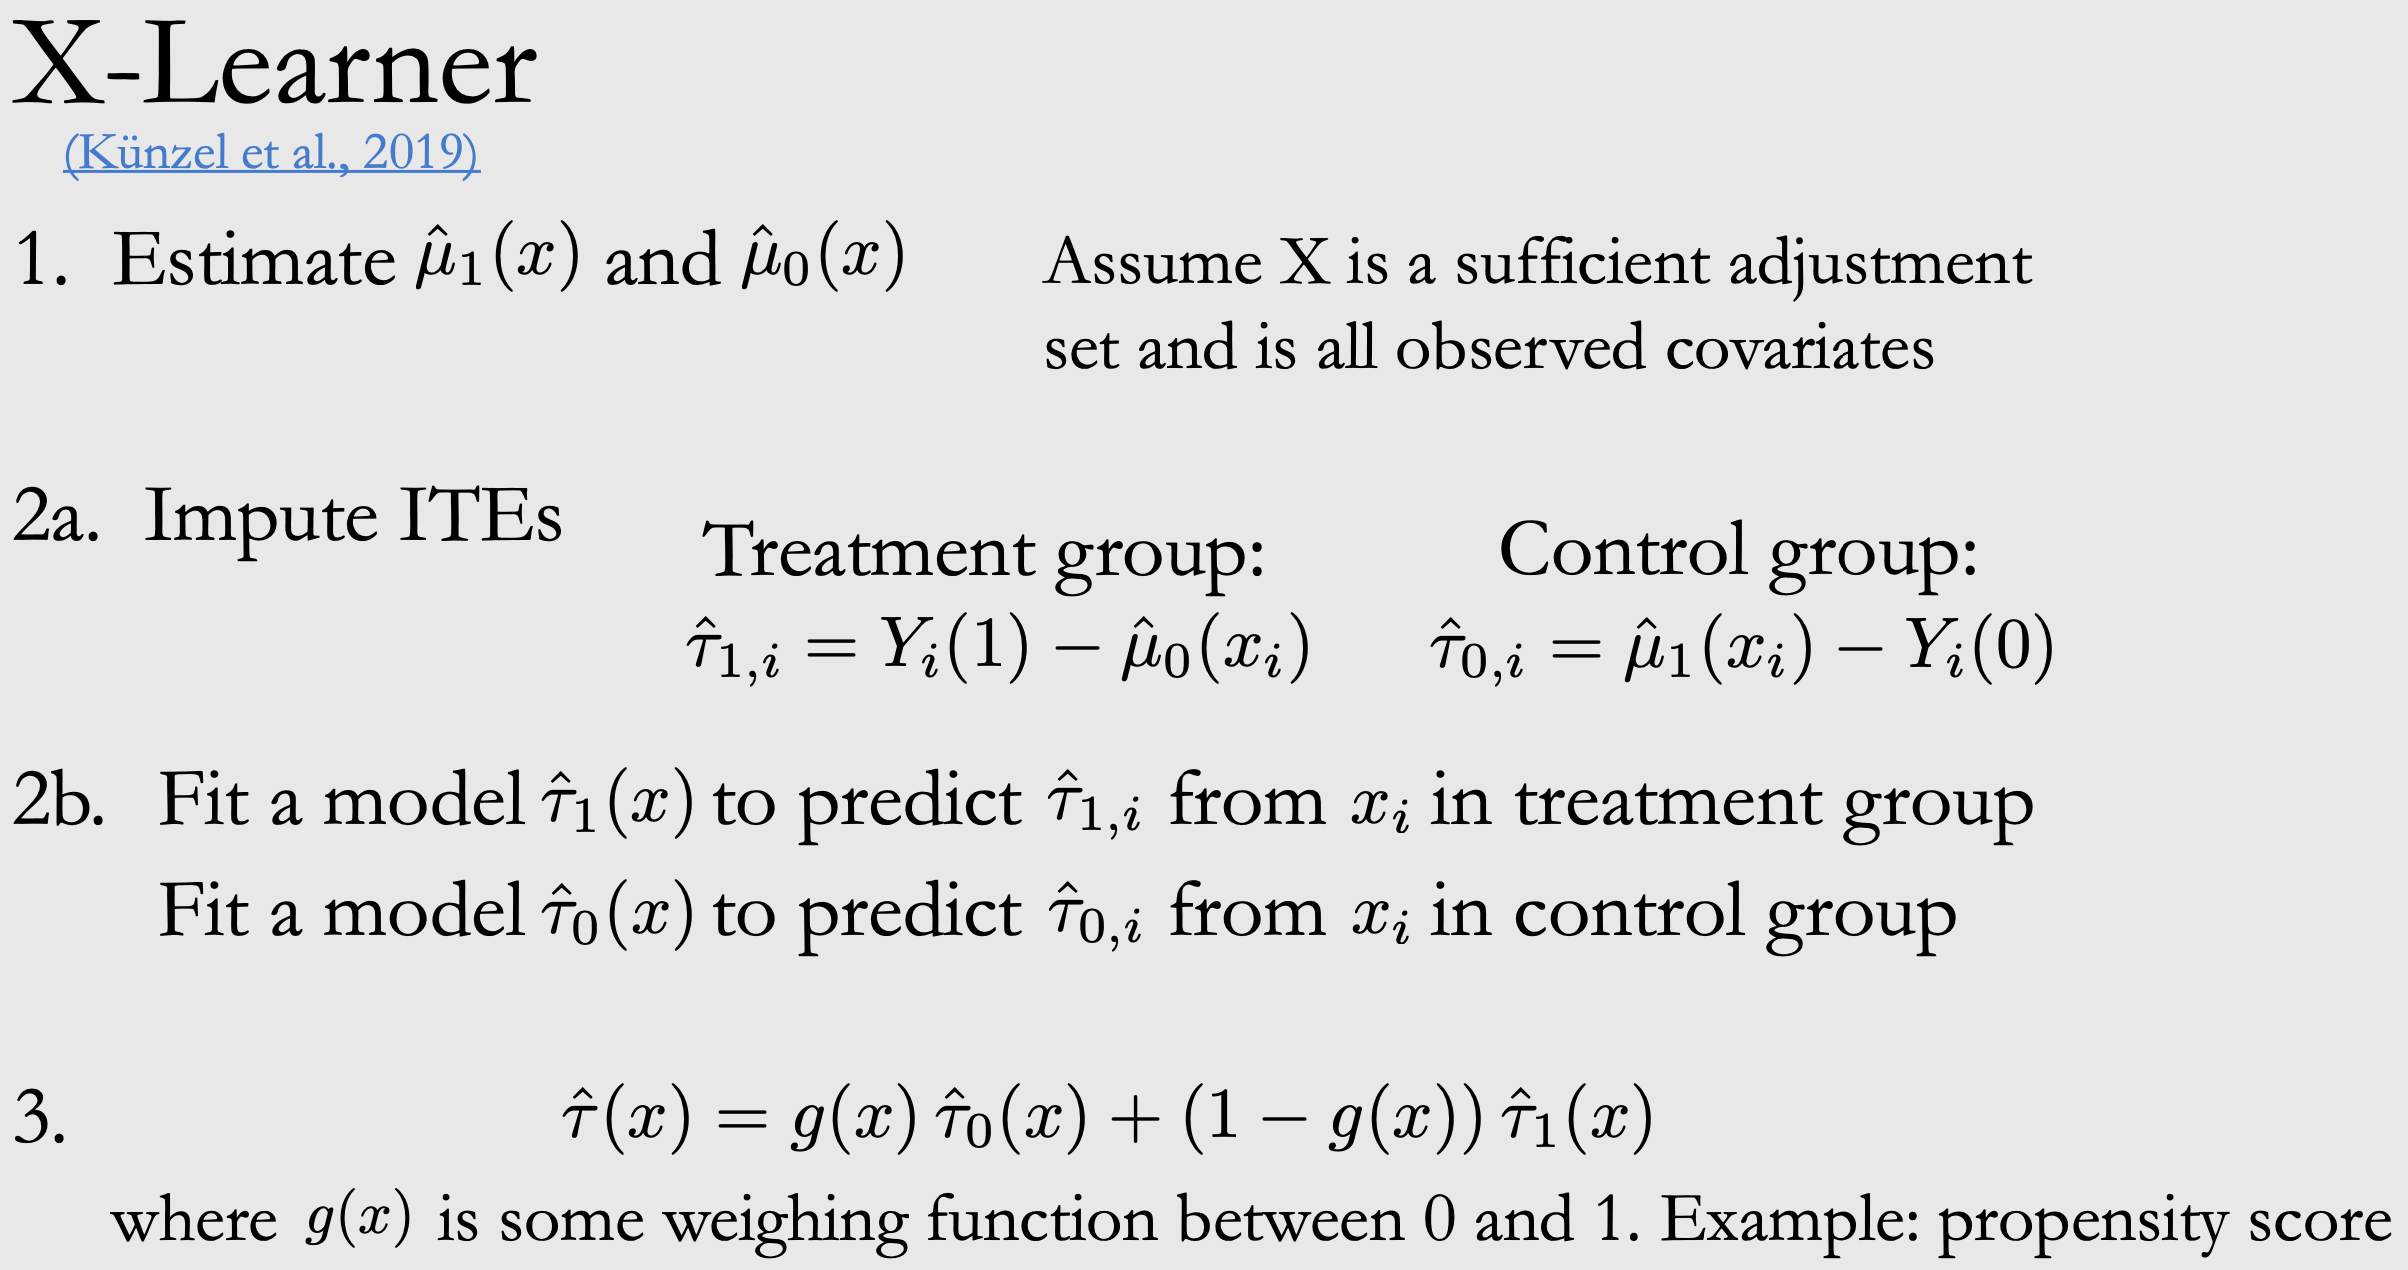 X-Learner
(Künzel et al., 2019)
1. Estimate μ̂₁(x) and μ̂₀(x)
Assume X is a sufficient adjustment
set and is all observed covariates
2a. Impute ITEs
Treatment group:
τ̂₁,ᵢ = Yᵢ(1) − μ̂₀(xᵢ)
Control group:
τ̂₀,ᵢ = μ̂₁(xᵢ) − Yᵢ(0)
2b. Fit a model τ̂₁(x) to predict τ̂₁,ᵢ from xᵢ in treatment group
Fit a model τ̂₀(x) to predict τ̂₀,ᵢ from xᵢ in control group
3. τ̂(x) = g(x) τ̂₀(x) + (1 − g(x)) τ̂₁(x)
where g(x) is some weighing function between 0 and 1. Example: propensity score